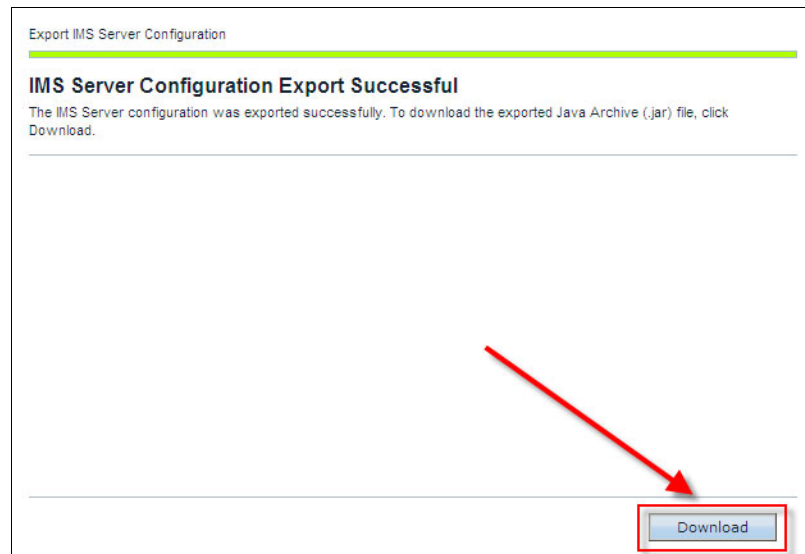 Export IMS Server Configuration
IMS Server Configuration Export Successful
The IMS Server configuration was exported successfully. To download the exported Java Archive (.jar) file, click
Download.
Download